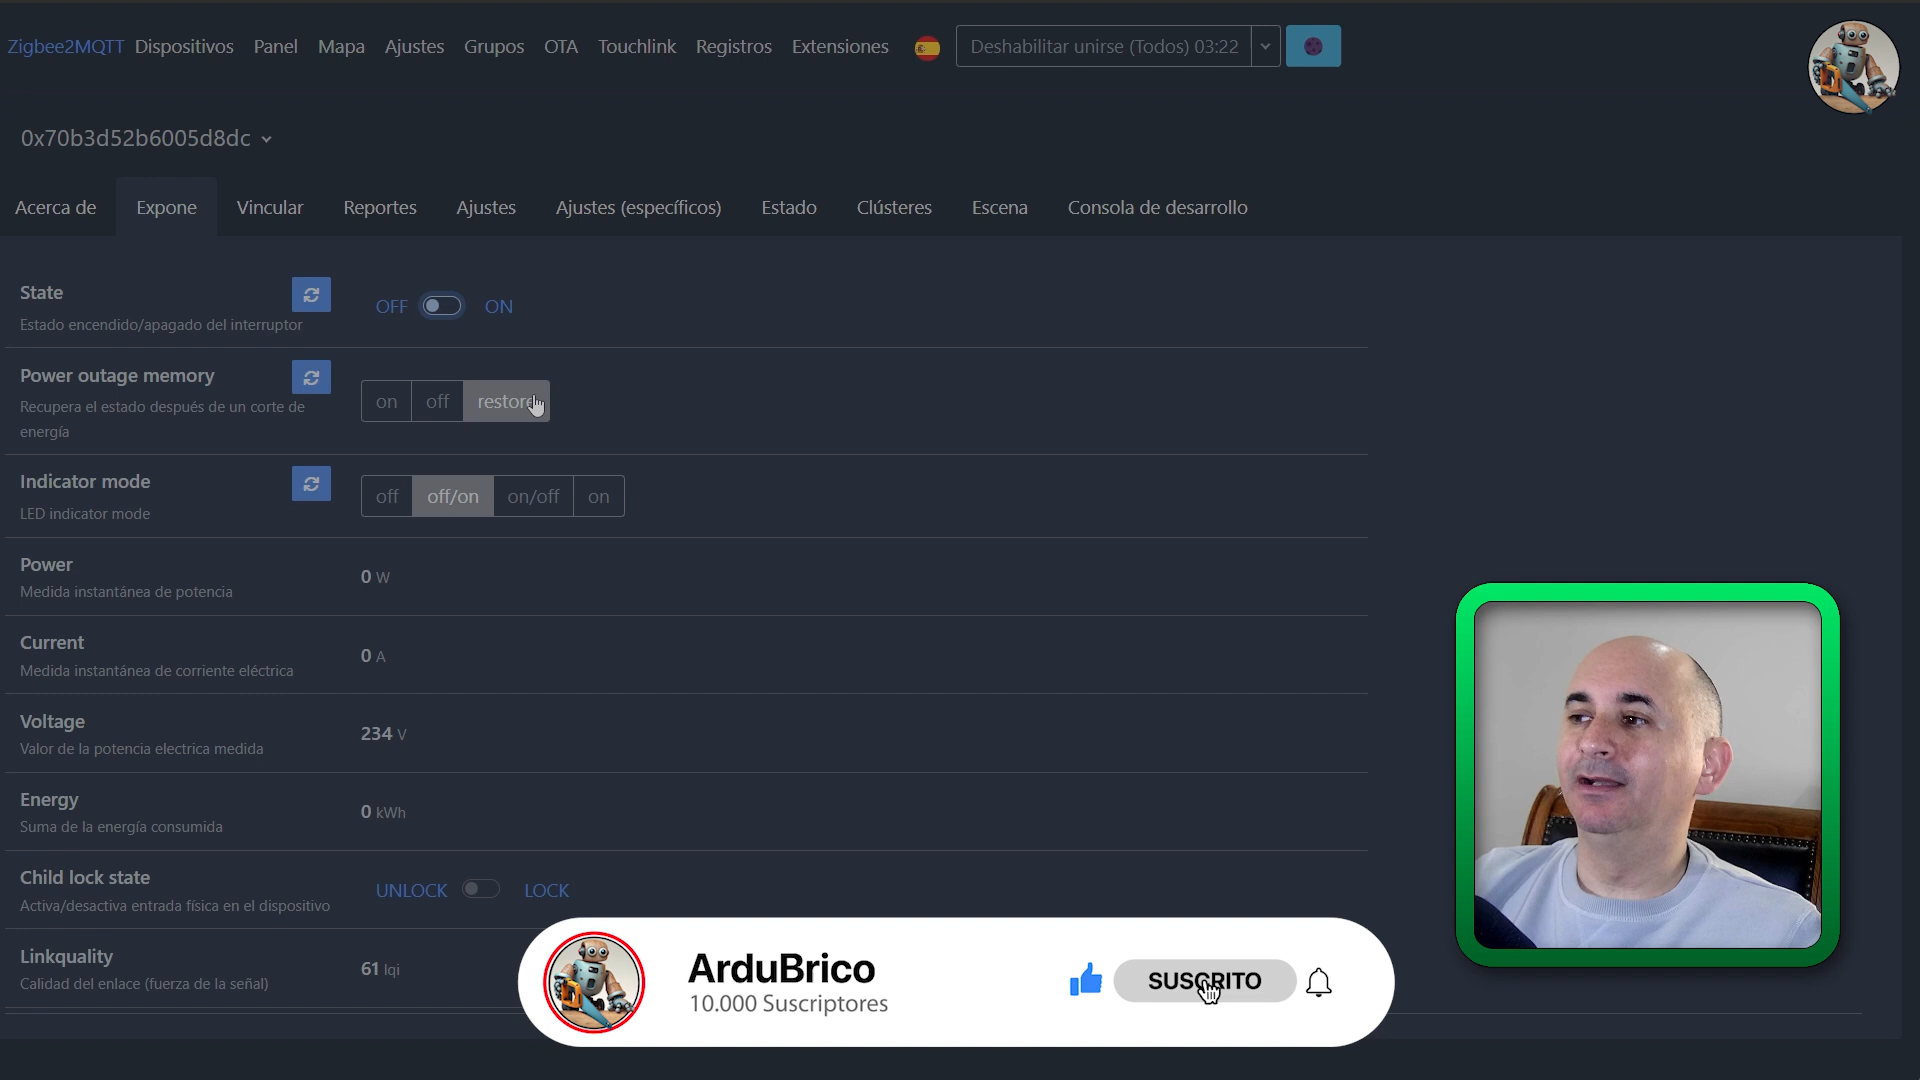 Zigbee2MQTT Dispositivos Panel Mapa Ajustes Grupos OTA Touchlink Registros Extensiones Deshabilitar unirse (Todos) 03:22
0x70b3d52b6005d8dc
Acerca de Expone Vincular Reportes Ajustes Ajustes (específicos) Estado Clústeres Escena Consola de desarrollo
State
Estado encendido/apagado del interruptor
OFF ON
Power outage memory
Recupera el estado después de un corte de
energía
on off restore
Indicator mode
LED indicator mode
off off/on on/off on
Power
Medida instantánea de potencia
0 W
Current
Medida instantánea de corriente eléctrica
0 A
Voltage
Valor de la potencia electrica medida
234 V
Energy
Suma de la energía consumida
0 kWh
Child lock state
Activa/desactiva entrada física en el dispositivo
UNLOCK LOCK
Linkquality
Calidad del enlace (fuerza de la señal)
61 lqi
ArduBrico
10.000 Suscriptores
SUSCRITO